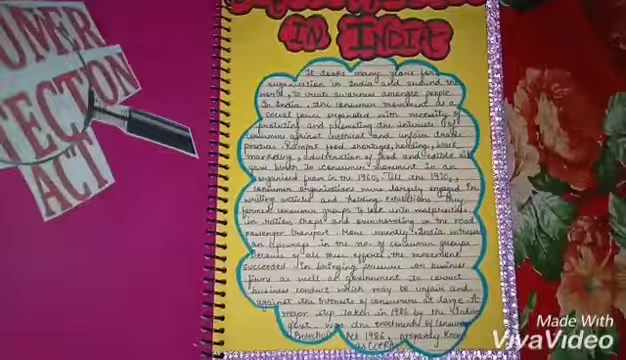 UMER
TECTION
ACT
IN INDIA
It took many years for
organisation in India and around the
world, to create awarness amongst people
In India, the consumer movement as a
social force originated with necessity of
protecting and promoting the interests of
consumers against unethical and unfair trade
practices. Rampat food shortages, hoarding, black
marketing, adulteration of food and edible oil
gave birth to consumer movement in an
organised from in the 1960s. Till the 1970s,
consumer organisations were largely engaged in
writing articles and holding exhibitions. They
formed consumer groups to look into malpractices
in ration shops and overcrowding in the road
passenger transport. More recently, India witnessed
an upsurge in the no. of consumer groups
Because of all these efforts, the movement
succeeded in bringing pressure on business
firms as well as government to correct
business conduct which may be unfair and
against the interests of consumers at large. A
major step taken in 1986 by the Indian
govt. was the enactment of Consumer
Protection Act 1986, properly Know
as COPRA
Made With
VivaVideo